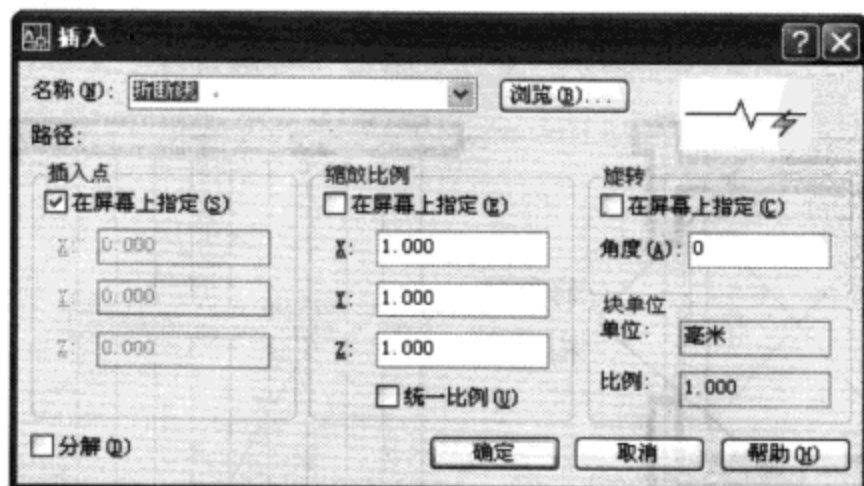 插入
名称(N): 折断线 浏览(B)...
路径:
插入点 缩放比例 旋转
在屏幕上指定(S) 在屏幕上指定(E) 在屏幕上指定(C)
X: 0.000 X: 1.000 角度(A): 0
Y: 0.000 Y: 1.000 块单位
单位: 毫米
Z: 0.000 Z: 1.000
比例: 1.000
统一比例(U)
分解(D) 确定 取消 帮助(H)